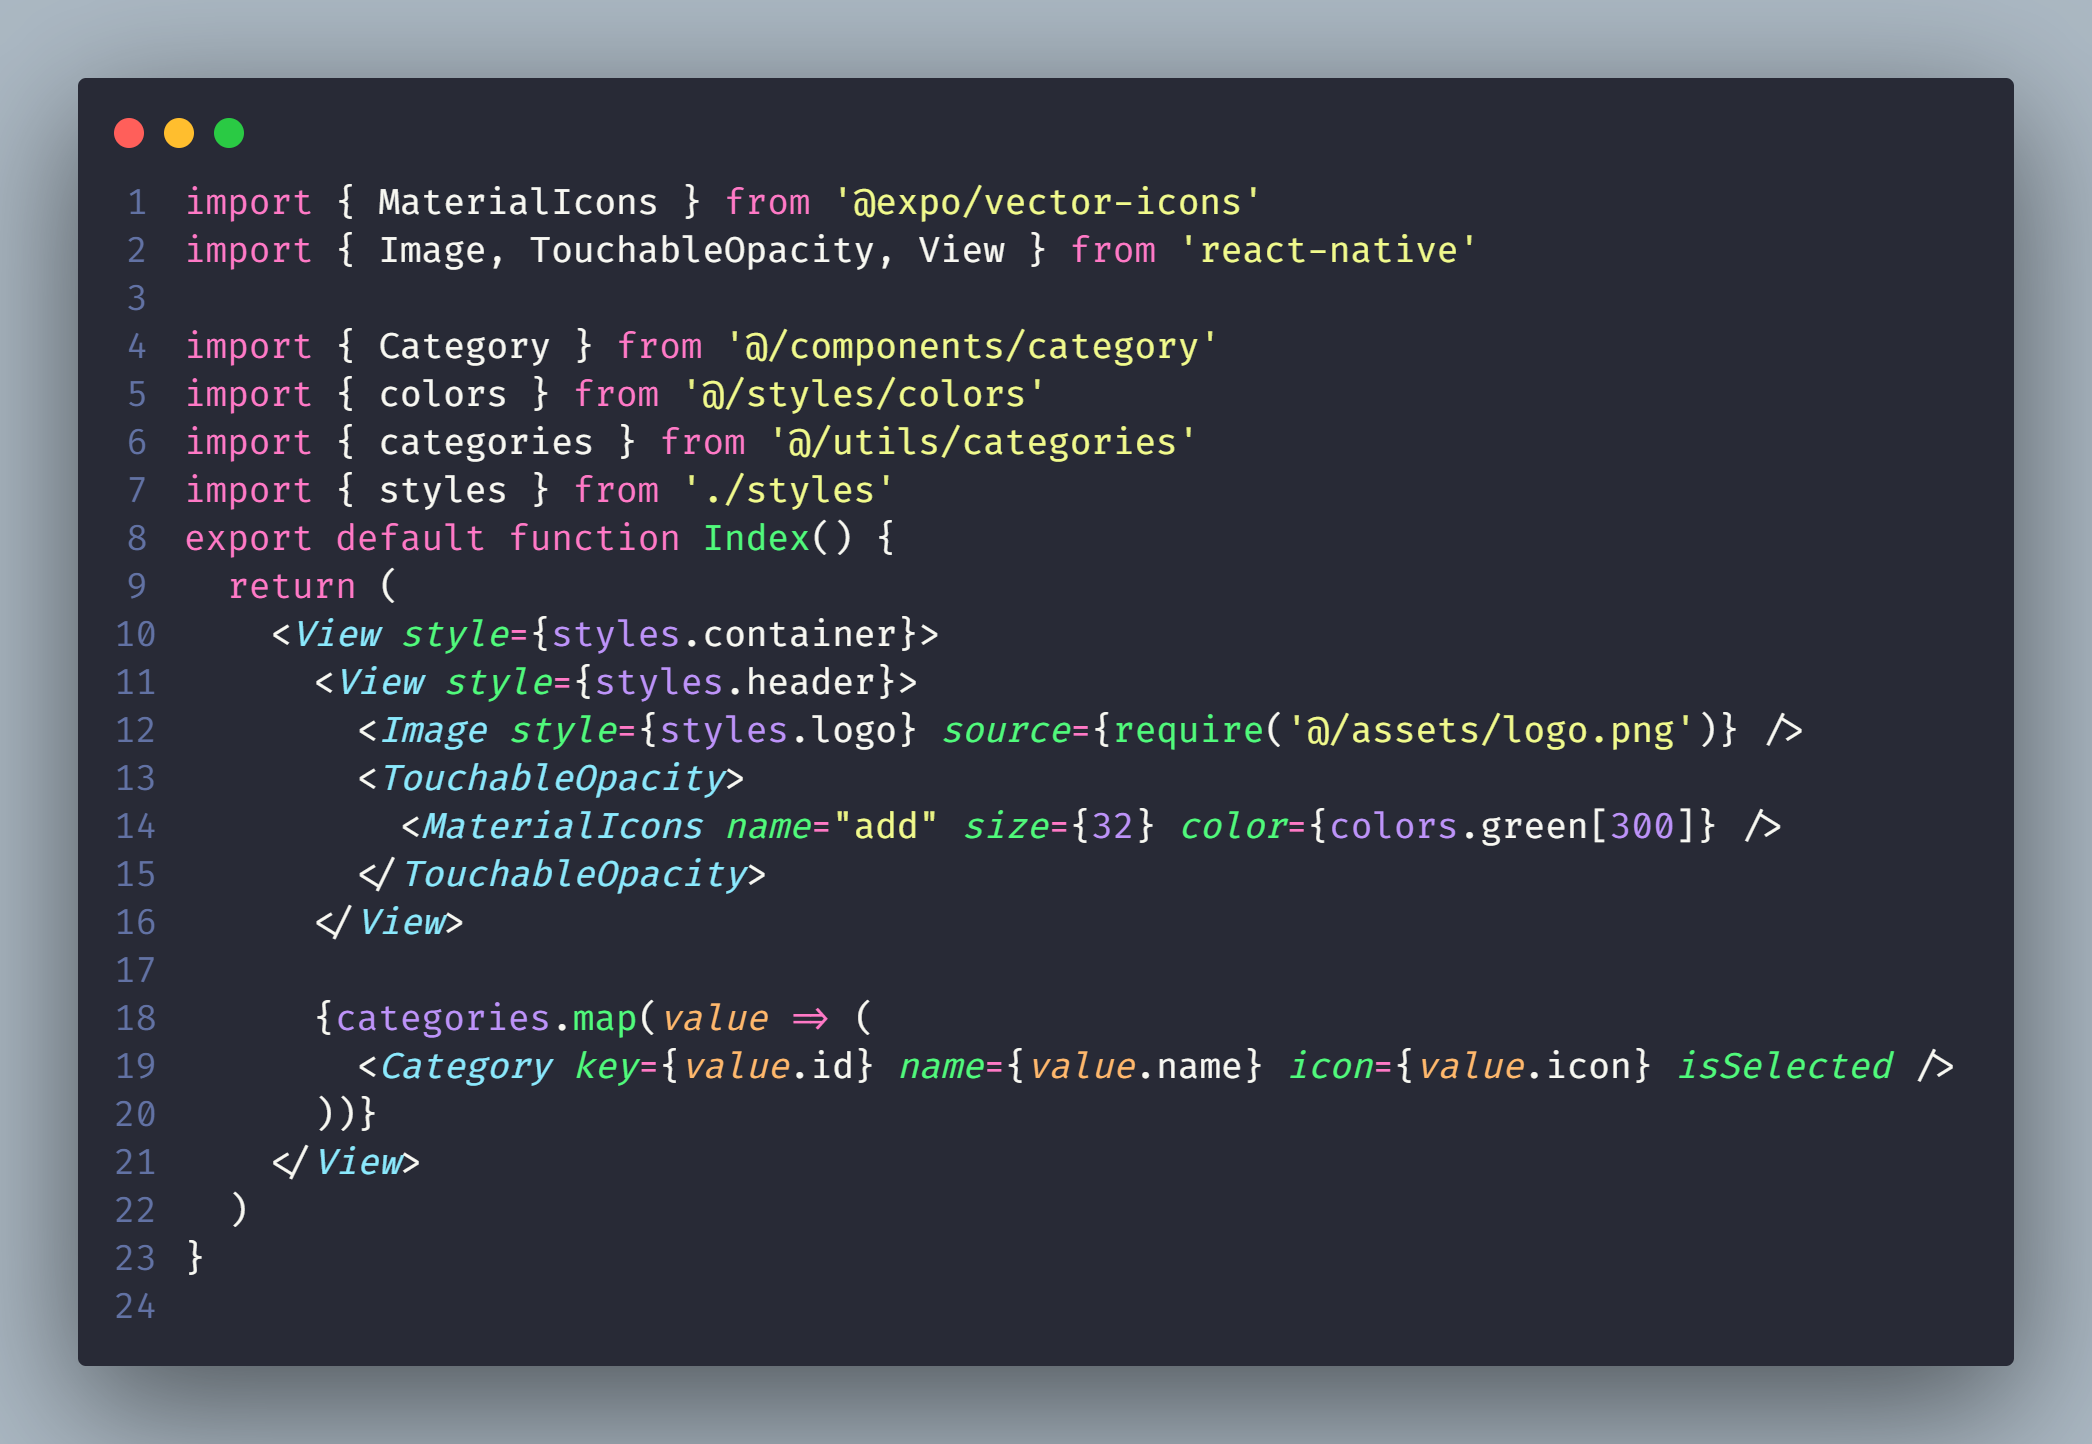 1 import { MaterialIcons } from '@expo/vector-icons'
2 import { Image, TouchableOpacity, View } from 'react-native'
3
4 import { Category } from '@/components/category'
5 import { colors } from '@/styles/colors'
6 import { categories } from '@/utils/categories'
7 import { styles } from './styles'
8 export default function Index() {
9   return (
10     <View style={styles.container}>
11       <View style={styles.header}>
12         <Image style={styles.logo} source={require('@/assets/logo.png')} />
13         <TouchableOpacity>
14           <MaterialIcons name="add" size={32} color={colors.green[300]} />
15         </TouchableOpacity>
16       </View>
17
18       {categories.map(value => (
19         <Category key={value.id} name={value.name} icon={value.icon} isSelected />
20       ))}
21     </View>
22   )
23 }
24